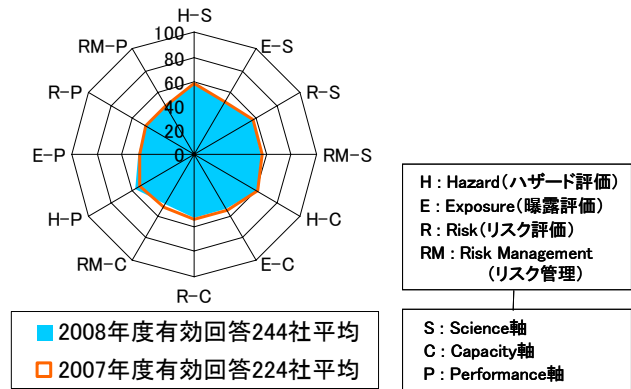 H-S
100
RM-P
E-S
80
60
R-P
R-S
40
20
E-P
0
RM-S
H-P
H-C
RM-C
E-C
R-C
2008年度有効回答244社平均
2007年度有効回答224社平均
H : Hazard(ハザード評価)
E : Exposure(曝露評価)
R : Risk(リスク評価)
RM : Risk Management
(リスク管理)
S : Science軸
C : Capacity軸
P : Performance軸